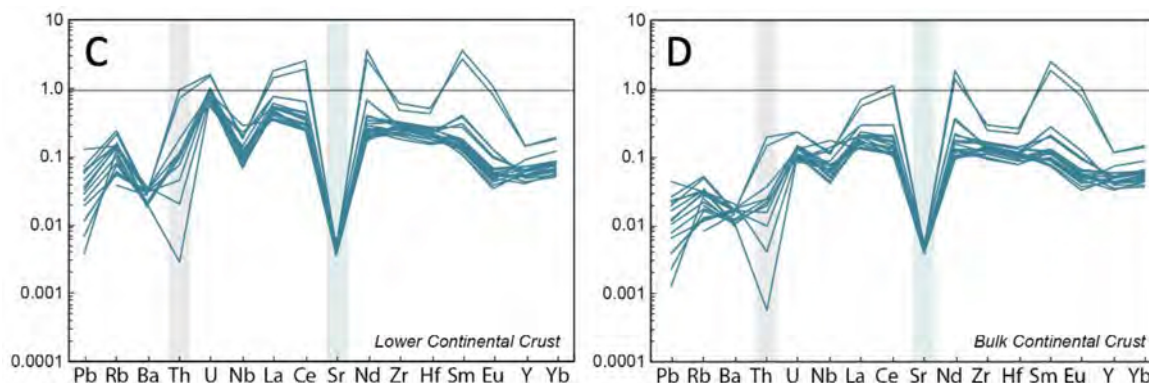 C
10
1.0
0.1
0.01
0.001
0.0001
Lower Continental Crust
Pb Rb Ba Th U Nb La Ce Sr Nd Zr Hf Sm Eu Y Yb
D
10
1.0
0.1
0.01
0.001
0.0001
Bulk Continental Crust
Pb Rb Ba Th U Nb La Ce Sr Nd Zr Hf Sm Eu Y Yb